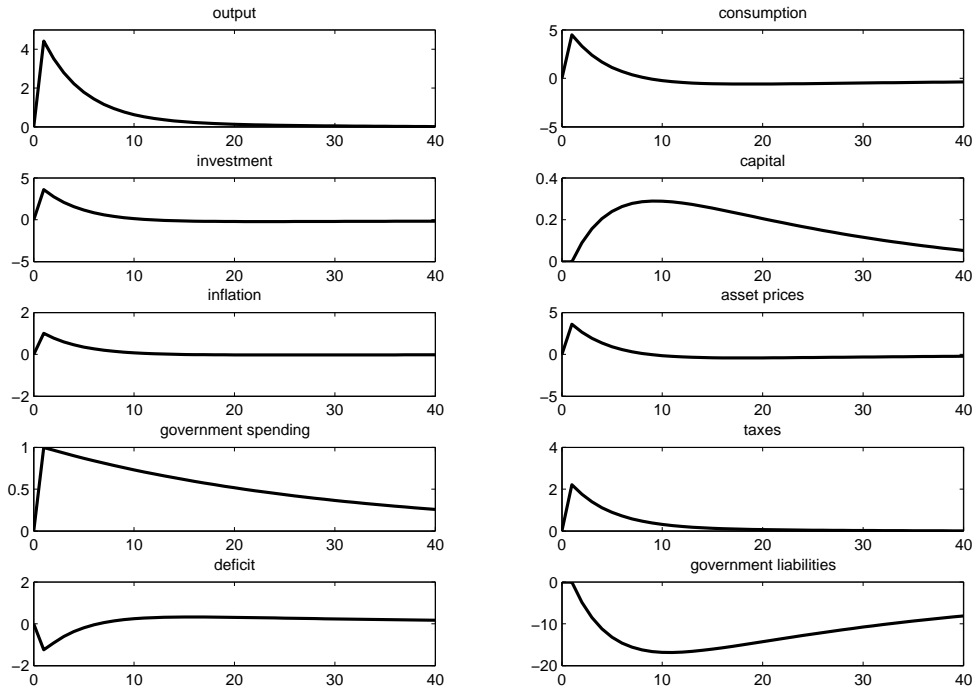 output
4
2
0
0 10 20 30 40
consumption
5
0
−5
0 10 20 30 40
investment
5
0
−5
0 10 20 30 40
capital
0.4
0.2
0
0 10 20 30 40
inflation
2
0
−2
0 10 20 30 40
asset prices
5
0
−5
0 10 20 30 40
government spending
1
0.5
0
0 10 20 30 40
taxes
4
2
0
0 10 20 30 40
deficit
2
0
−2
0 10 20 30 40
government liabilities
0
−10
−20
0 10 20 30 40